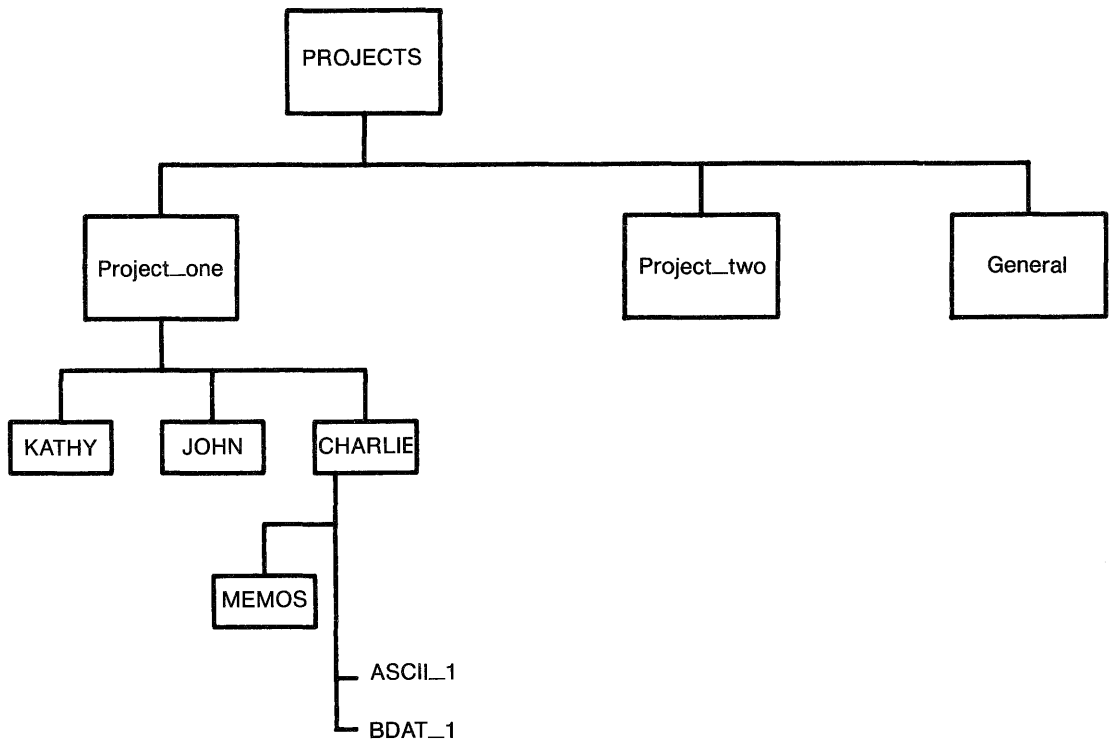 PROJECTS
Project_one
Project_two
General
KATHY
JOHN
CHARLIE
MEMOS
ASCII_1
BDAT_1